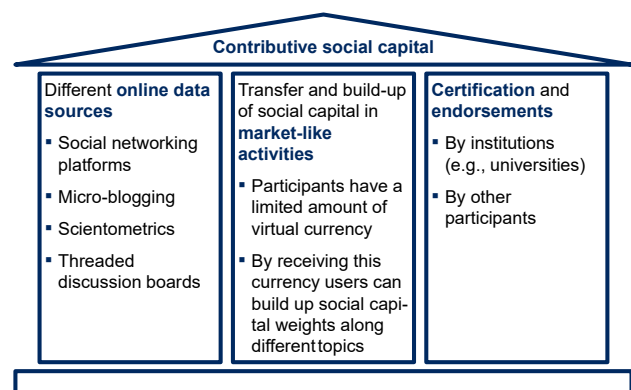 Contributive social capital
Different online data
sources
▪ Social networking
platforms
▪ Micro-blogging
▪ Scientometrics
▪ Threaded
discussion boards
Transfer and build-up
of social capital in
market-like
activities
▪ Participants have a
limited amount of
virtual currency
▪ By receiving this
currency users can
build up social capi-
tal weights along
different topics
Certification and
endorsements
▪ By institutions
(e.g., universities)
▪ By other
participants